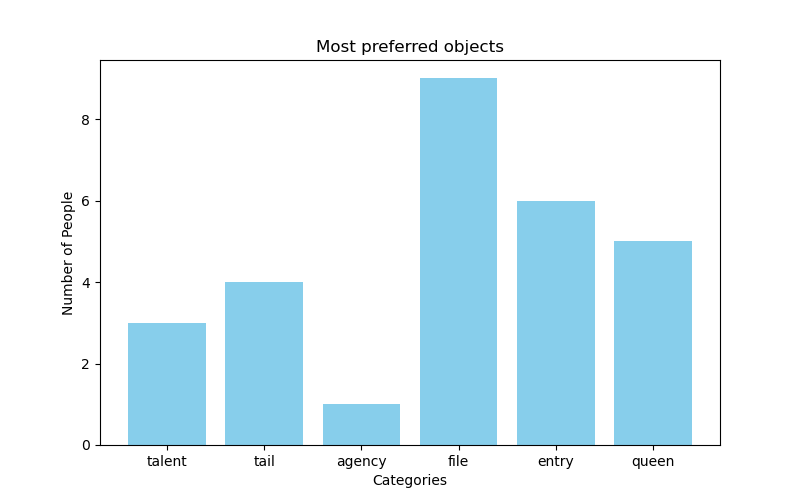 Most preferred objects
Number of People
8
6
4
2
0
talent tail agency file entry queen
Categories